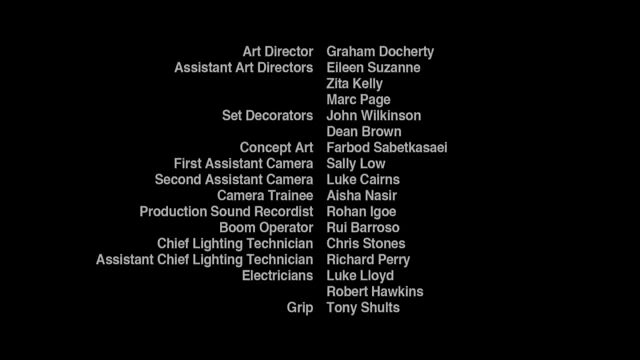 Art Director Graham Docherty
Assistant Art Directors Eileen Suzanne
Zita Kelly
Marc Page
Set Decorators John Wilkinson
Dean Brown
Concept Art Farbod Sabetkasaei
First Assistant Camera Sally Low
Second Assistant Camera Luke Cairns
Camera Trainee Aisha Nasir
Production Sound Recordist Rohan Igoe
Boom Operator Rui Barroso
Chief Lighting Technician Chris Stones
Assistant Chief Lighting Technician Richard Perry
Electricians Luke Lloyd
Robert Hawkins
Grip Tony Shults